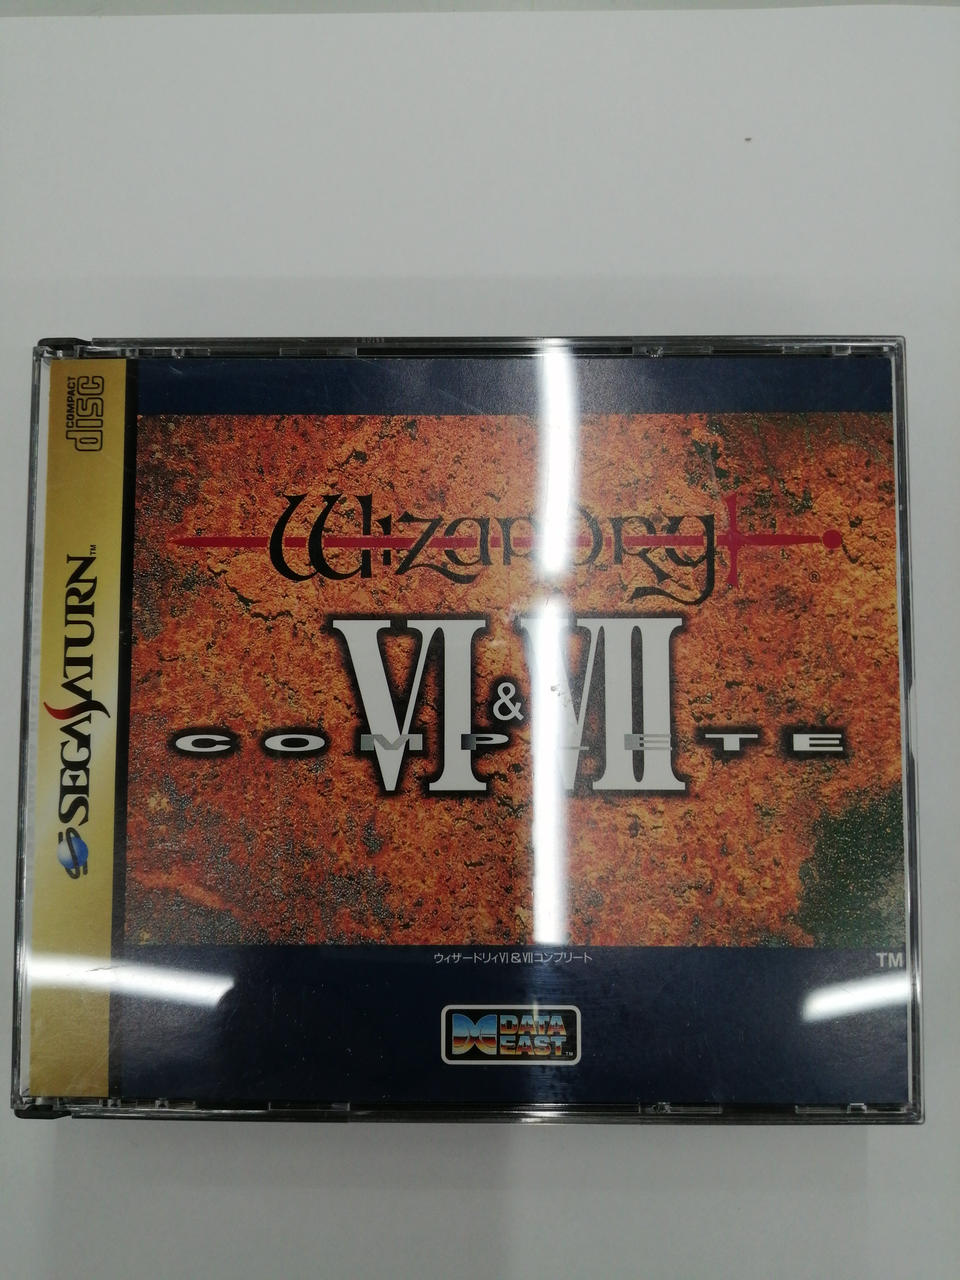 COMPACT
disc
SEGA SATURN™
Wizardry®
VI & VII
COMPLETE
ウィザードリィⅥ&Ⅶコンプリート
TM
DATA
EAST™